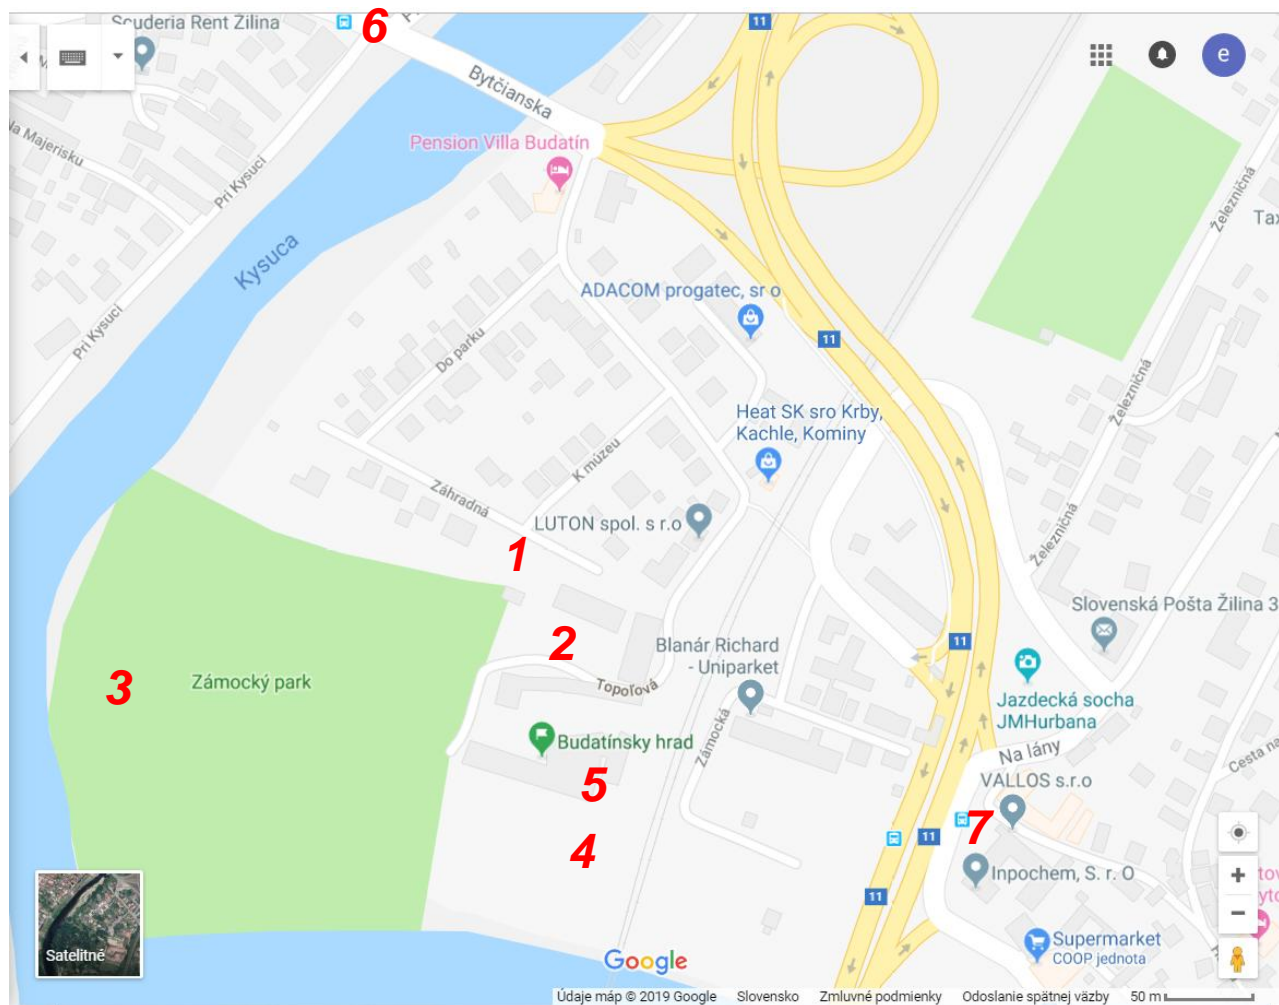 Scuderia Rent Žilina
6
11
e
Bytčianska
la Majerisku
Pension Villa Budatín
Pri Kysuci
Železničná
Tax
Kysuca
ADACOM progatec, sr o
Pri Kysuci
11
Do parku
Železničná
Heat SK sro Krby,
Kachle, Kominy
K múzeu
Záhradná
LUTON spol. s r.o
Železničná
1
Slovenská Pošta Žilina 3
2
Blanár Richard
- Uniparket
11
3
Zámocký park
Topoľová
Jazdecká socha
JMHurbana
Zámocká
Budatínsky hrad
Na lány
Cesta na
VALLOS s.r.o
5
7
11
4
Inpochem, S. r. O
11
Supermarket
COOP jednota
Satelitné
Google
Údaje máp © 2019 Google Slovensko Zmluvné podmienky Odoslanie spätnej väzby 50 m